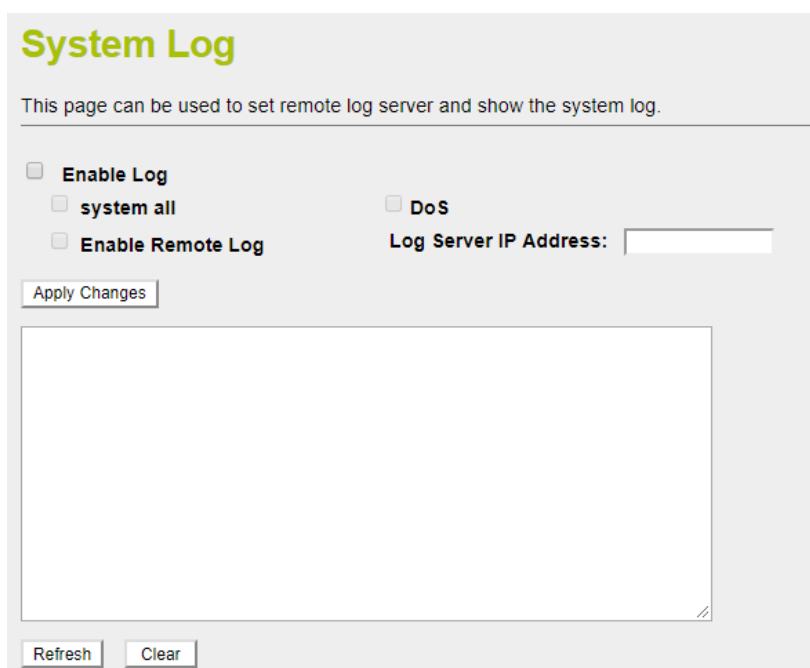 System Log
This page can be used to set remote log server and show the system log.
Enable Log
system all DoS
Enable Remote Log Log Server IP Address:
Apply Changes
Refresh Clear